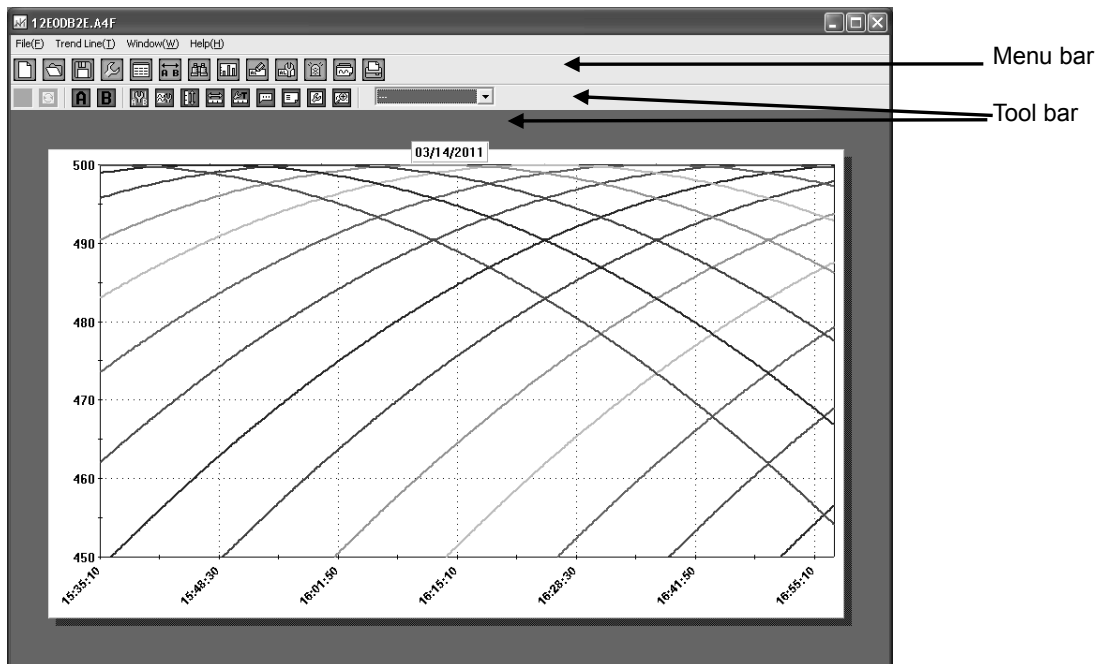 12E0DB2E.A4F
File(F) Trend Line(T) Window(W) Help(H)
Menu bar
A B
A B
---
Tool bar
03/14/2011
500
490
480
470
460
450
15:35:10
15:48:30
16:01:50
16:15:10
16:28:30
16:41:50
16:55:10